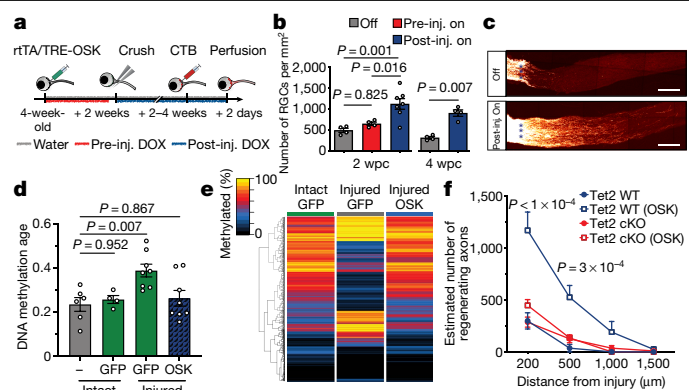 a
rtTA/TRE-OSK Crush CTB Perfusion
4-week-old + 2 weeks + 2–4 weeks + 2 days
Water Pre-inj. DOX Post-inj. DOX
b
Off
Pre-inj. on
Post-inj. on
Number of RGCs per mm²
2,000
1,500
1,000
500
0
P = 0.001
P = 0.016
P = 0.825
P = 0.007
2 wpc 4 wpc
c
Off
Post-inj. On
*
*
*
*
d
DNA methylation age
0.6
0.4
0.2
0
P = 0.867
P = 0.007
P = 0.952
– GFP GFP OSK
Intact Injured
e
Methylated (%)
100
0
Intact GFP
Injured GFP
Injured OSK
f
Estimated number of regenerating axons
1,500
1,000
500
0
Tet2 WT
Tet2 WT (OSK)
Tet2 cKO
Tet2 cKO (OSK)
P < 1 × 10⁻⁴
P = 3 × 10⁻⁴
200 500 1,000 1,500
Distance from injury (μm)